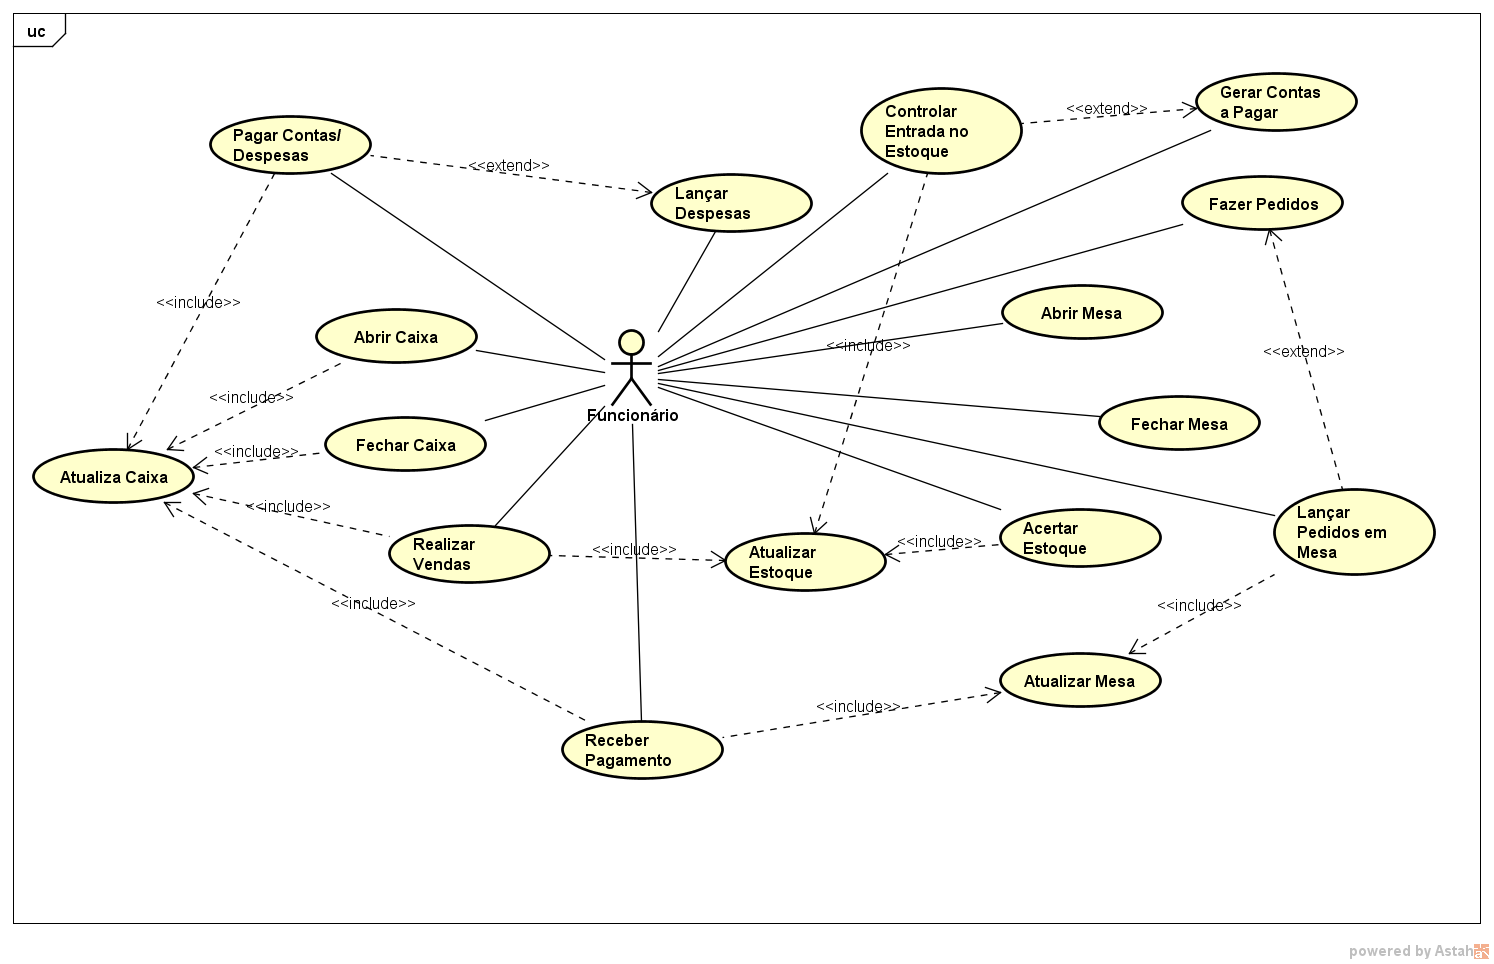 uc
Gerar Contas
a Pagar
Controlar
Entrada no
Estoque
<<extend>>
Pagar Contas/
Despesas
<<extend>>
Lançar
Despesas
Fazer Pedidos
<<include>>
Abrir Caixa
Abrir Mesa
<<include>>
<<extend>>
<<include>>
Funcionário
Fechar Mesa
Fechar Caixa
<<include>>
Atualiza Caixa
<<include>>
Realizar
Vendas
<<include>>
Atualizar
Estoque
<<include>>
Acertar
Estoque
Lançar
Pedidos em
Mesa
<<include>>
<<include>>
Atualizar Mesa
<<include>>
Receber
Pagamento
powered by Astah